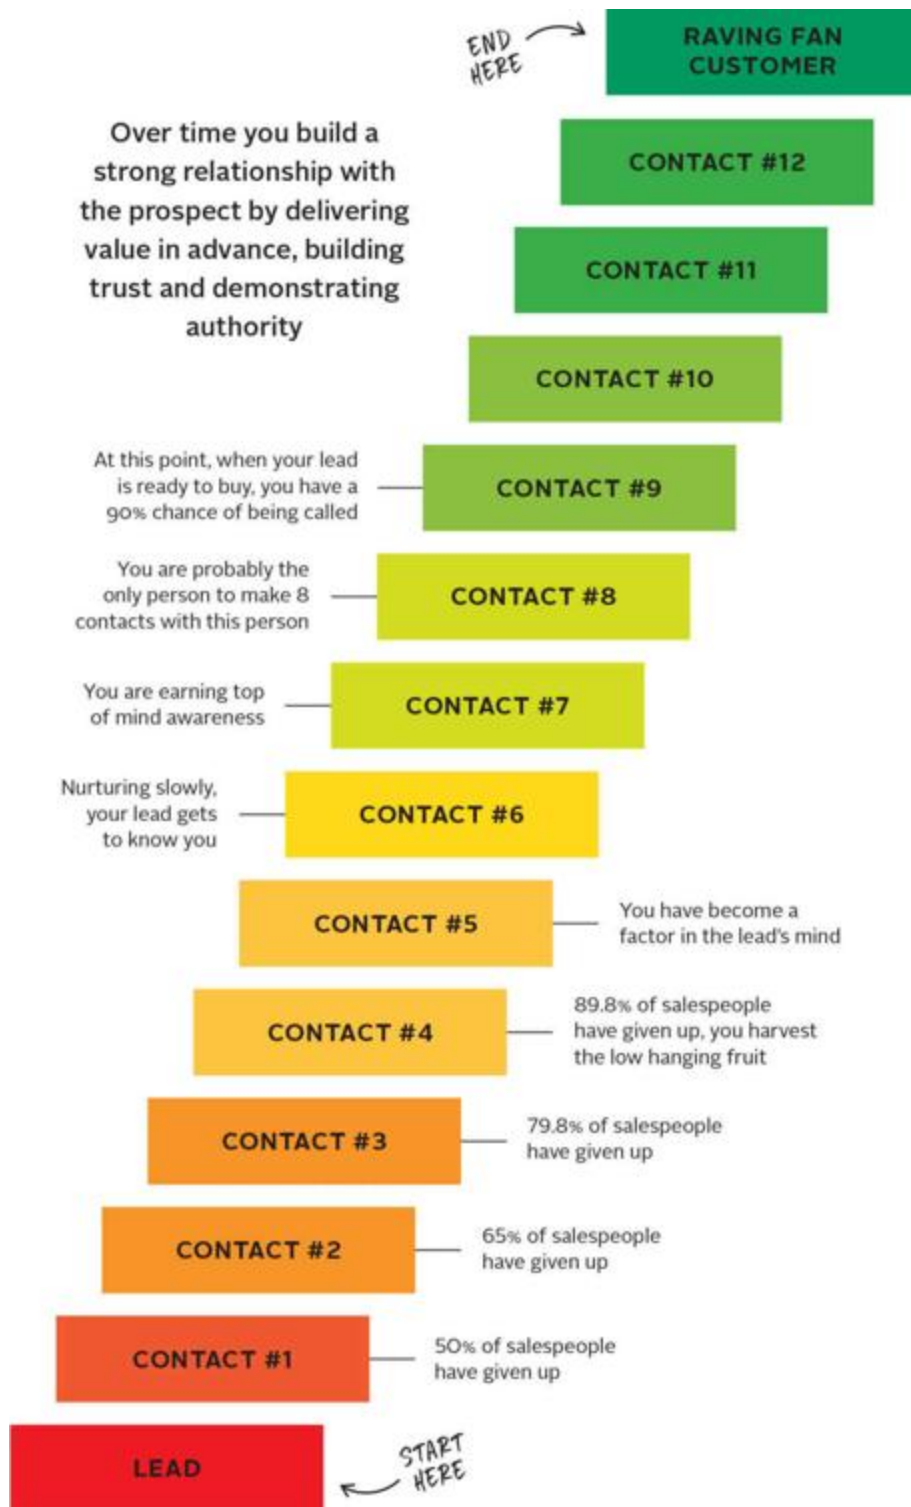 END
HERE
RAVING FAN
CUSTOMER
Over time you build a
strong relationship with
the prospect by delivering
value in advance, building
trust and demonstrating
authority
CONTACT #12
CONTACT #11
CONTACT #10
At this point, when your lead
is ready to buy, you have a
90% chance of being called
CONTACT #9
You are probably the
only person to make 8
contacts with this person
CONTACT #8
You are earning top
of mind awareness
CONTACT #7
Nurturing slowly,
your lead gets
to know you
CONTACT #6
CONTACT #5
You have become a
factor in the lead's mind
CONTACT #4
89.8% of salespeople
have given up, you harvest
the low hanging fruit
CONTACT #3
79.8% of salespeople
have given up
CONTACT #2
65% of salespeople
have given up
CONTACT #1
50% of salespeople
have given up
LEAD
START
HERE